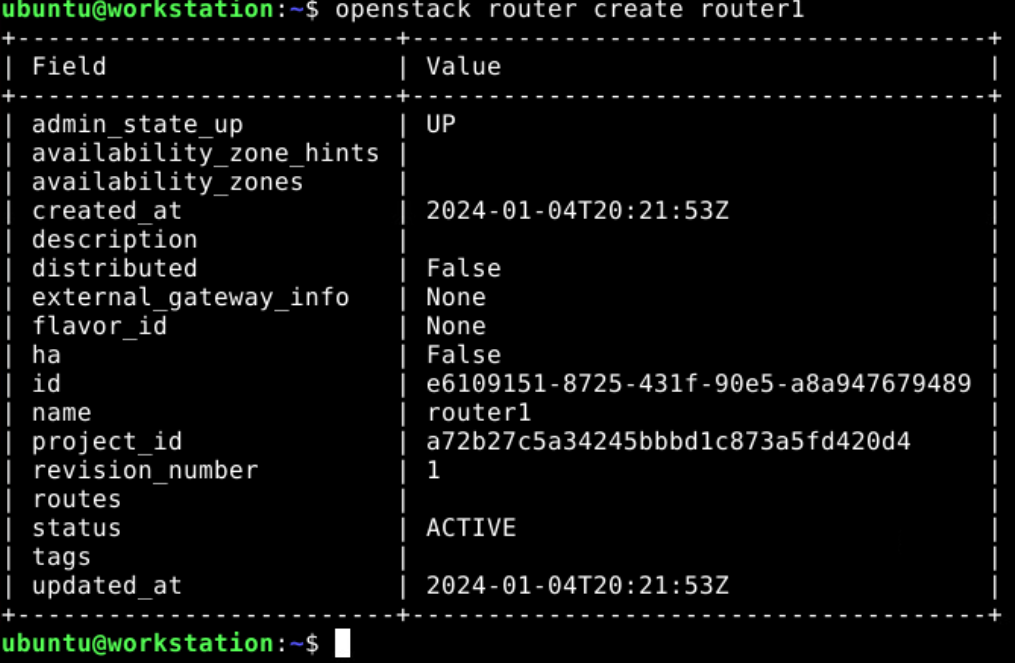 ubuntu@workstation:~$ openstack router create router1
+-------------------------+--------------------------------------+
| Field                   | Value                                |
+-------------------------+--------------------------------------+
| admin_state_up          | UP                                   |
| availability_zone_hints |                                      |
| availability_zones      |                                      |
| created_at              | 2024-01-04T20:21:53Z                 |
| description             |                                      |
| distributed             | False                                |
| external_gateway_info   | None                                 |
| flavor_id               | None                                 |
| ha                      | False                                |
| id                      | e6109151-8725-431f-90e5-a8a947679489 |
| name                    | router1                              |
| project_id              | a72b27c5a34245bbbd1c873a5fd420d4     |
| revision_number         | 1                                    |
| routes                  |                                      |
| status                  | ACTIVE                               |
| tags                    |                                      |
| updated_at              | 2024-01-04T20:21:53Z                 |
+-------------------------+--------------------------------------+
ubuntu@workstation:~$